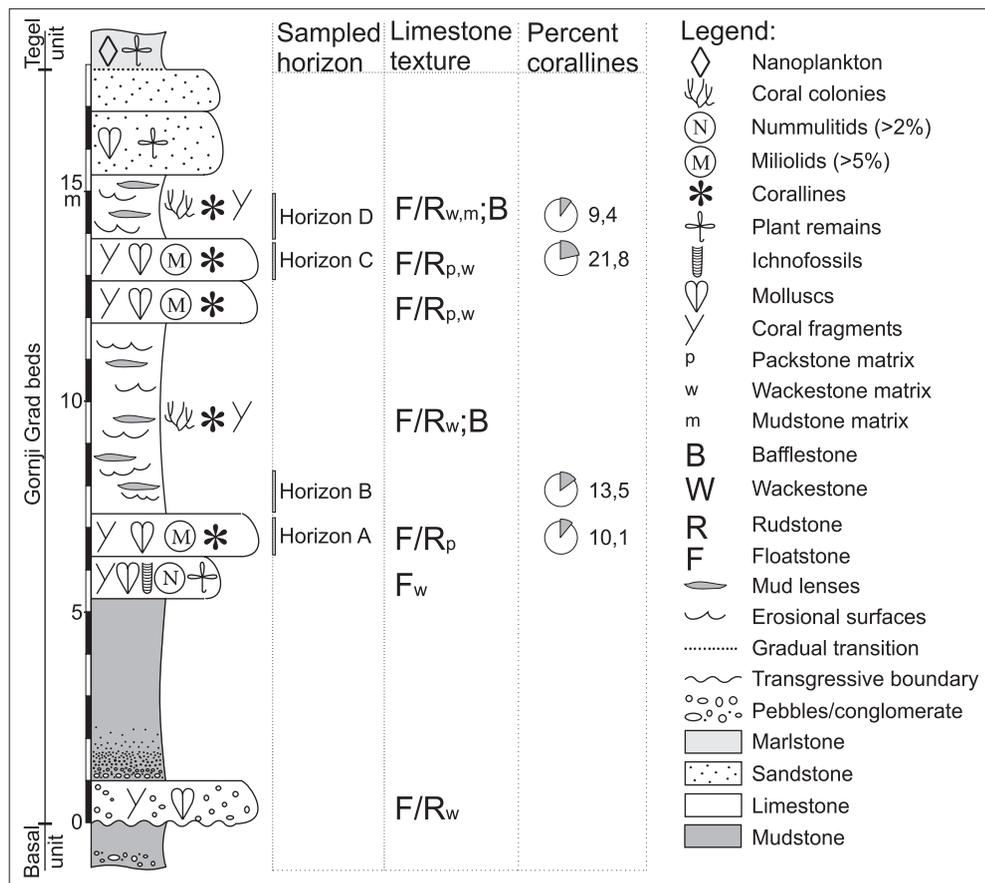 Tegel
unit
Gornji Grad beds
Basal
unit
15
m
10
5
0
N
M
M
M
Sampled
horizon
Limestone
texture
Percent
corallines
Horizon D
F/Rw,m;B
9,4
Horizon C
F/Rp,w
21,8
F/Rp,w
F/Rw;B
Horizon B
13,5
Horizon A
F/Rp
10,1
Fw
F/Rw
Legend:
Nanoplankton
Coral colonies
N Nummulitids (>2%)
M Miliolids (>5%)
Corallines
Plant remains
Ichnofossils
Molluscs
Coral fragments
p Packstone matrix
w Wackestone matrix
m Mudstone matrix
B Bafflestone
W Wackestone
R Rudstone
F Floatstone
Mud lenses
Erosional surfaces
Gradual transition
Transgressive boundary
Pebbles/conglomerate
Marlstone
Sandstone
Limestone
Mudstone